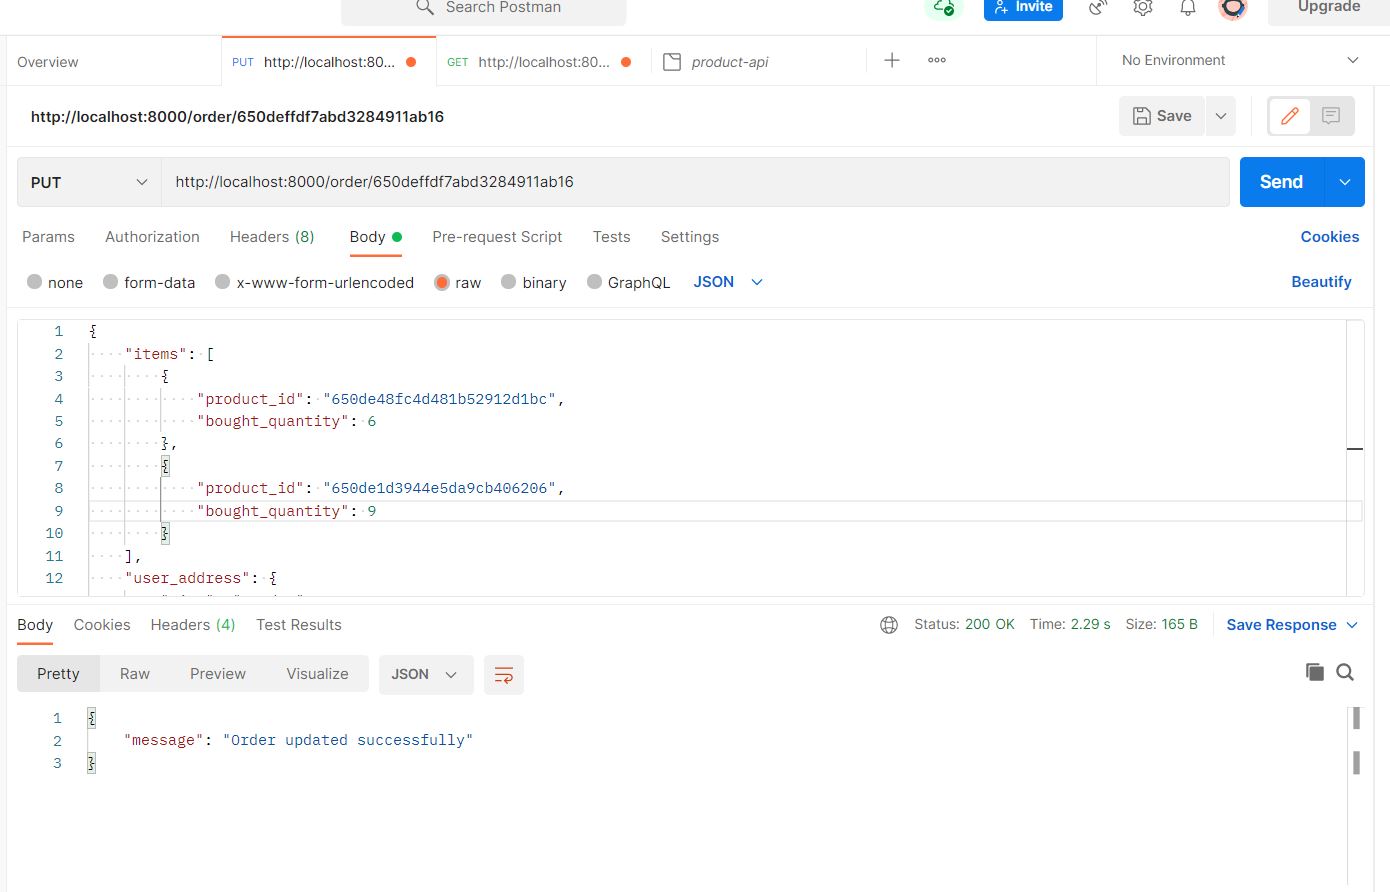 Search Postman
Invite
Upgrade
Overview
PUT http://localhost:80...
GET http://localhost:80...
product-api
No Environment
http://localhost:8000/order/650deffdf7abd3284911ab16
Save
PUT
http://localhost:8000/order/650deffdf7abd3284911ab16
Send
Params Authorization Headers (8) Body Pre-request Script Tests Settings Cookies
none form-data x-www-form-urlencoded raw binary GraphQL JSON Beautify
1 {
2 "items": [
3 {
4 "product_id": "650de48fc4d481b52912d1bc",
5 "bought_quantity": 6
6 },
7 {
8 "product_id": "650de1d3944e5da9cb406206",
9 "bought_quantity": 9
10 }
11 ],
12 "user_address": {
Body Cookies Headers (4) Test Results Status: 200 OK Time: 2.29 s Size: 165 B Save Response
Pretty Raw Preview Visualize JSON
1 {
2 "message": "Order updated successfully"
3 }